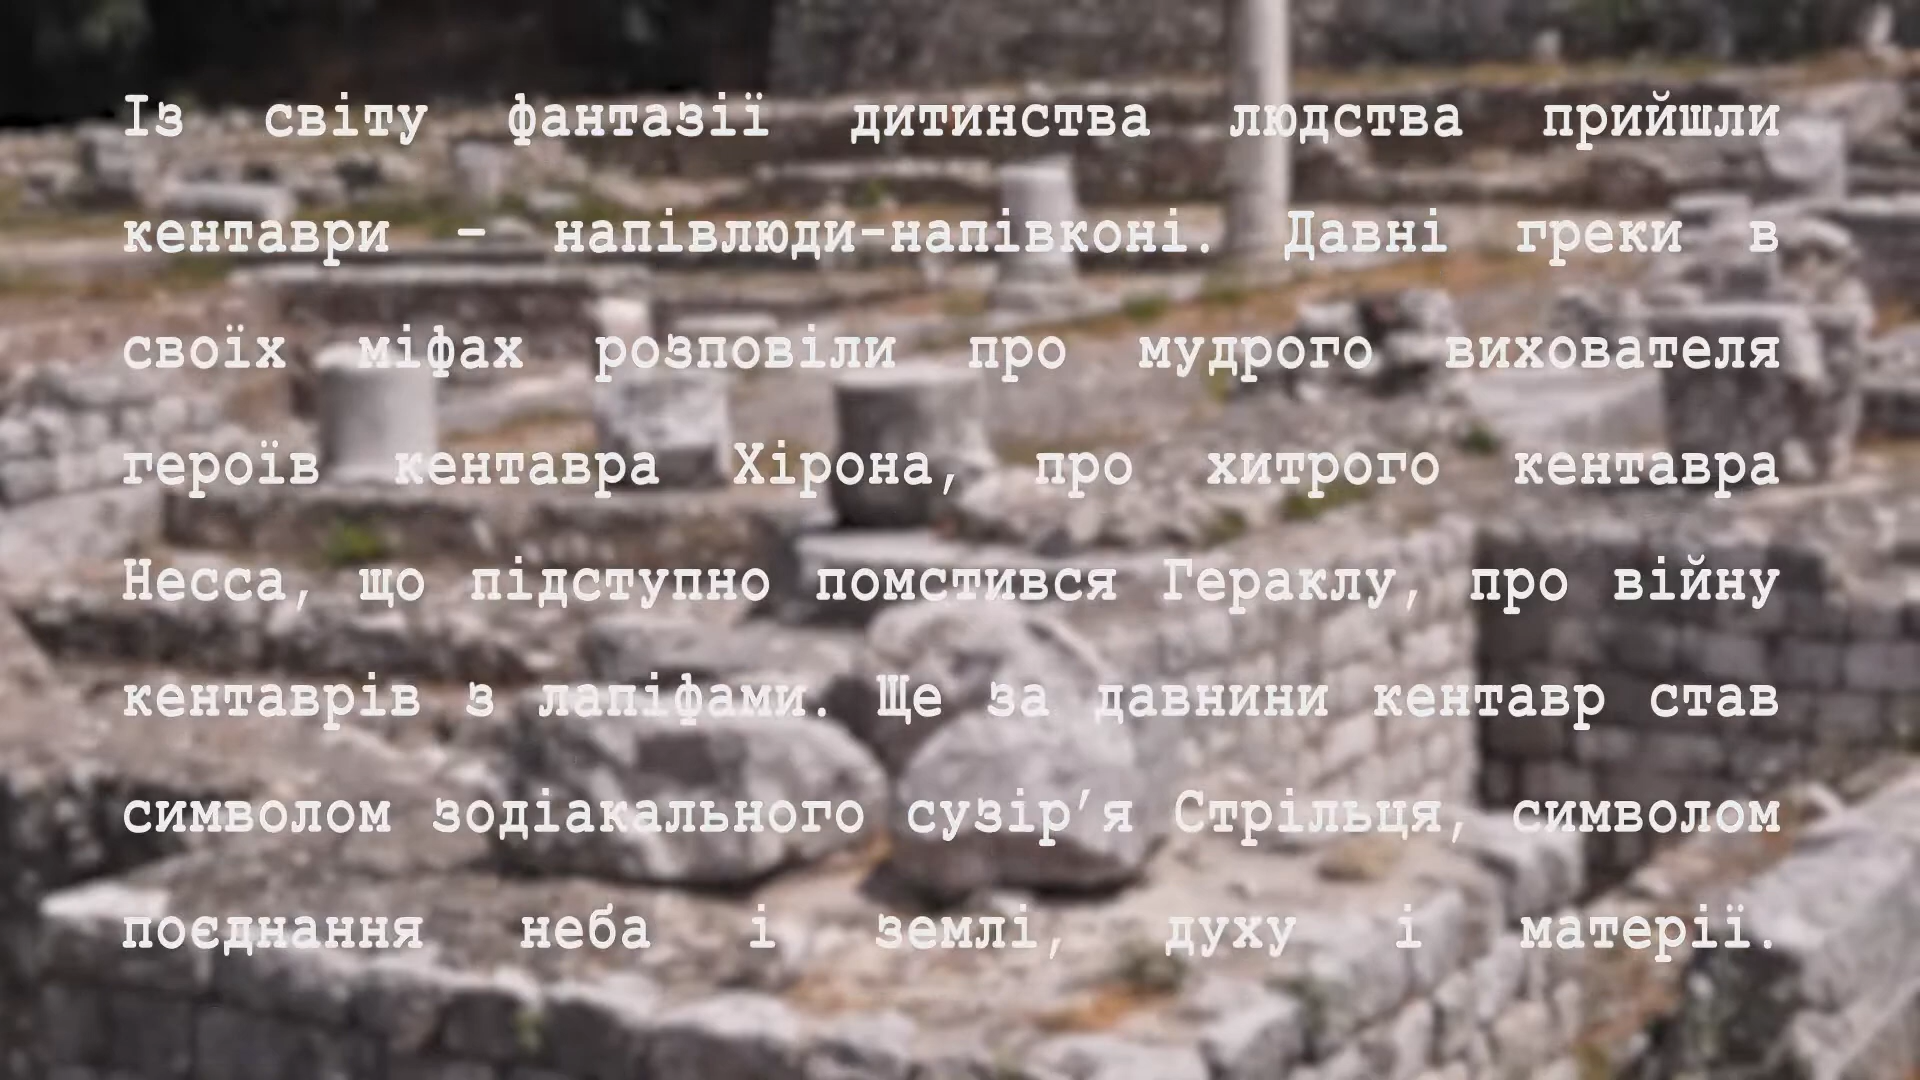 Із світу фантазії дитинства людства прийшли
кентаври – напівлюди-напівконі. Давні греки в
своїх міфах розповіли про мудрого вихователя
героїв кентавра Хірона, про хитрого кентавра
Несса, що підступно помстився Гераклу, про війну
кентаврів з лапіфами. Ще за давнини кентавр став
символом зодіакального сузір’я Стрільця, символом
поєднання неба і землі, духу і матерії.